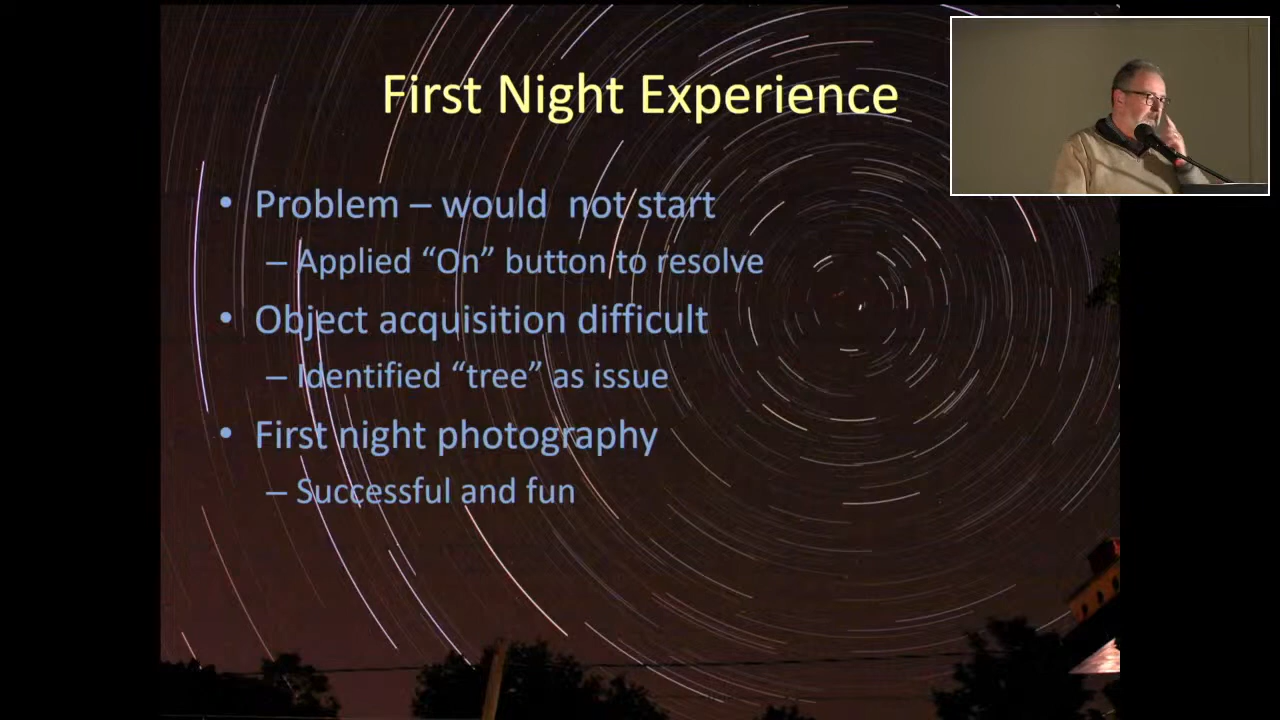 First Night Experience
• Problem – would not start
– Applied “On” button to resolve
• Object acquisition difficult
– Identified “tree” as issue
• First night photography
– Successful and fun